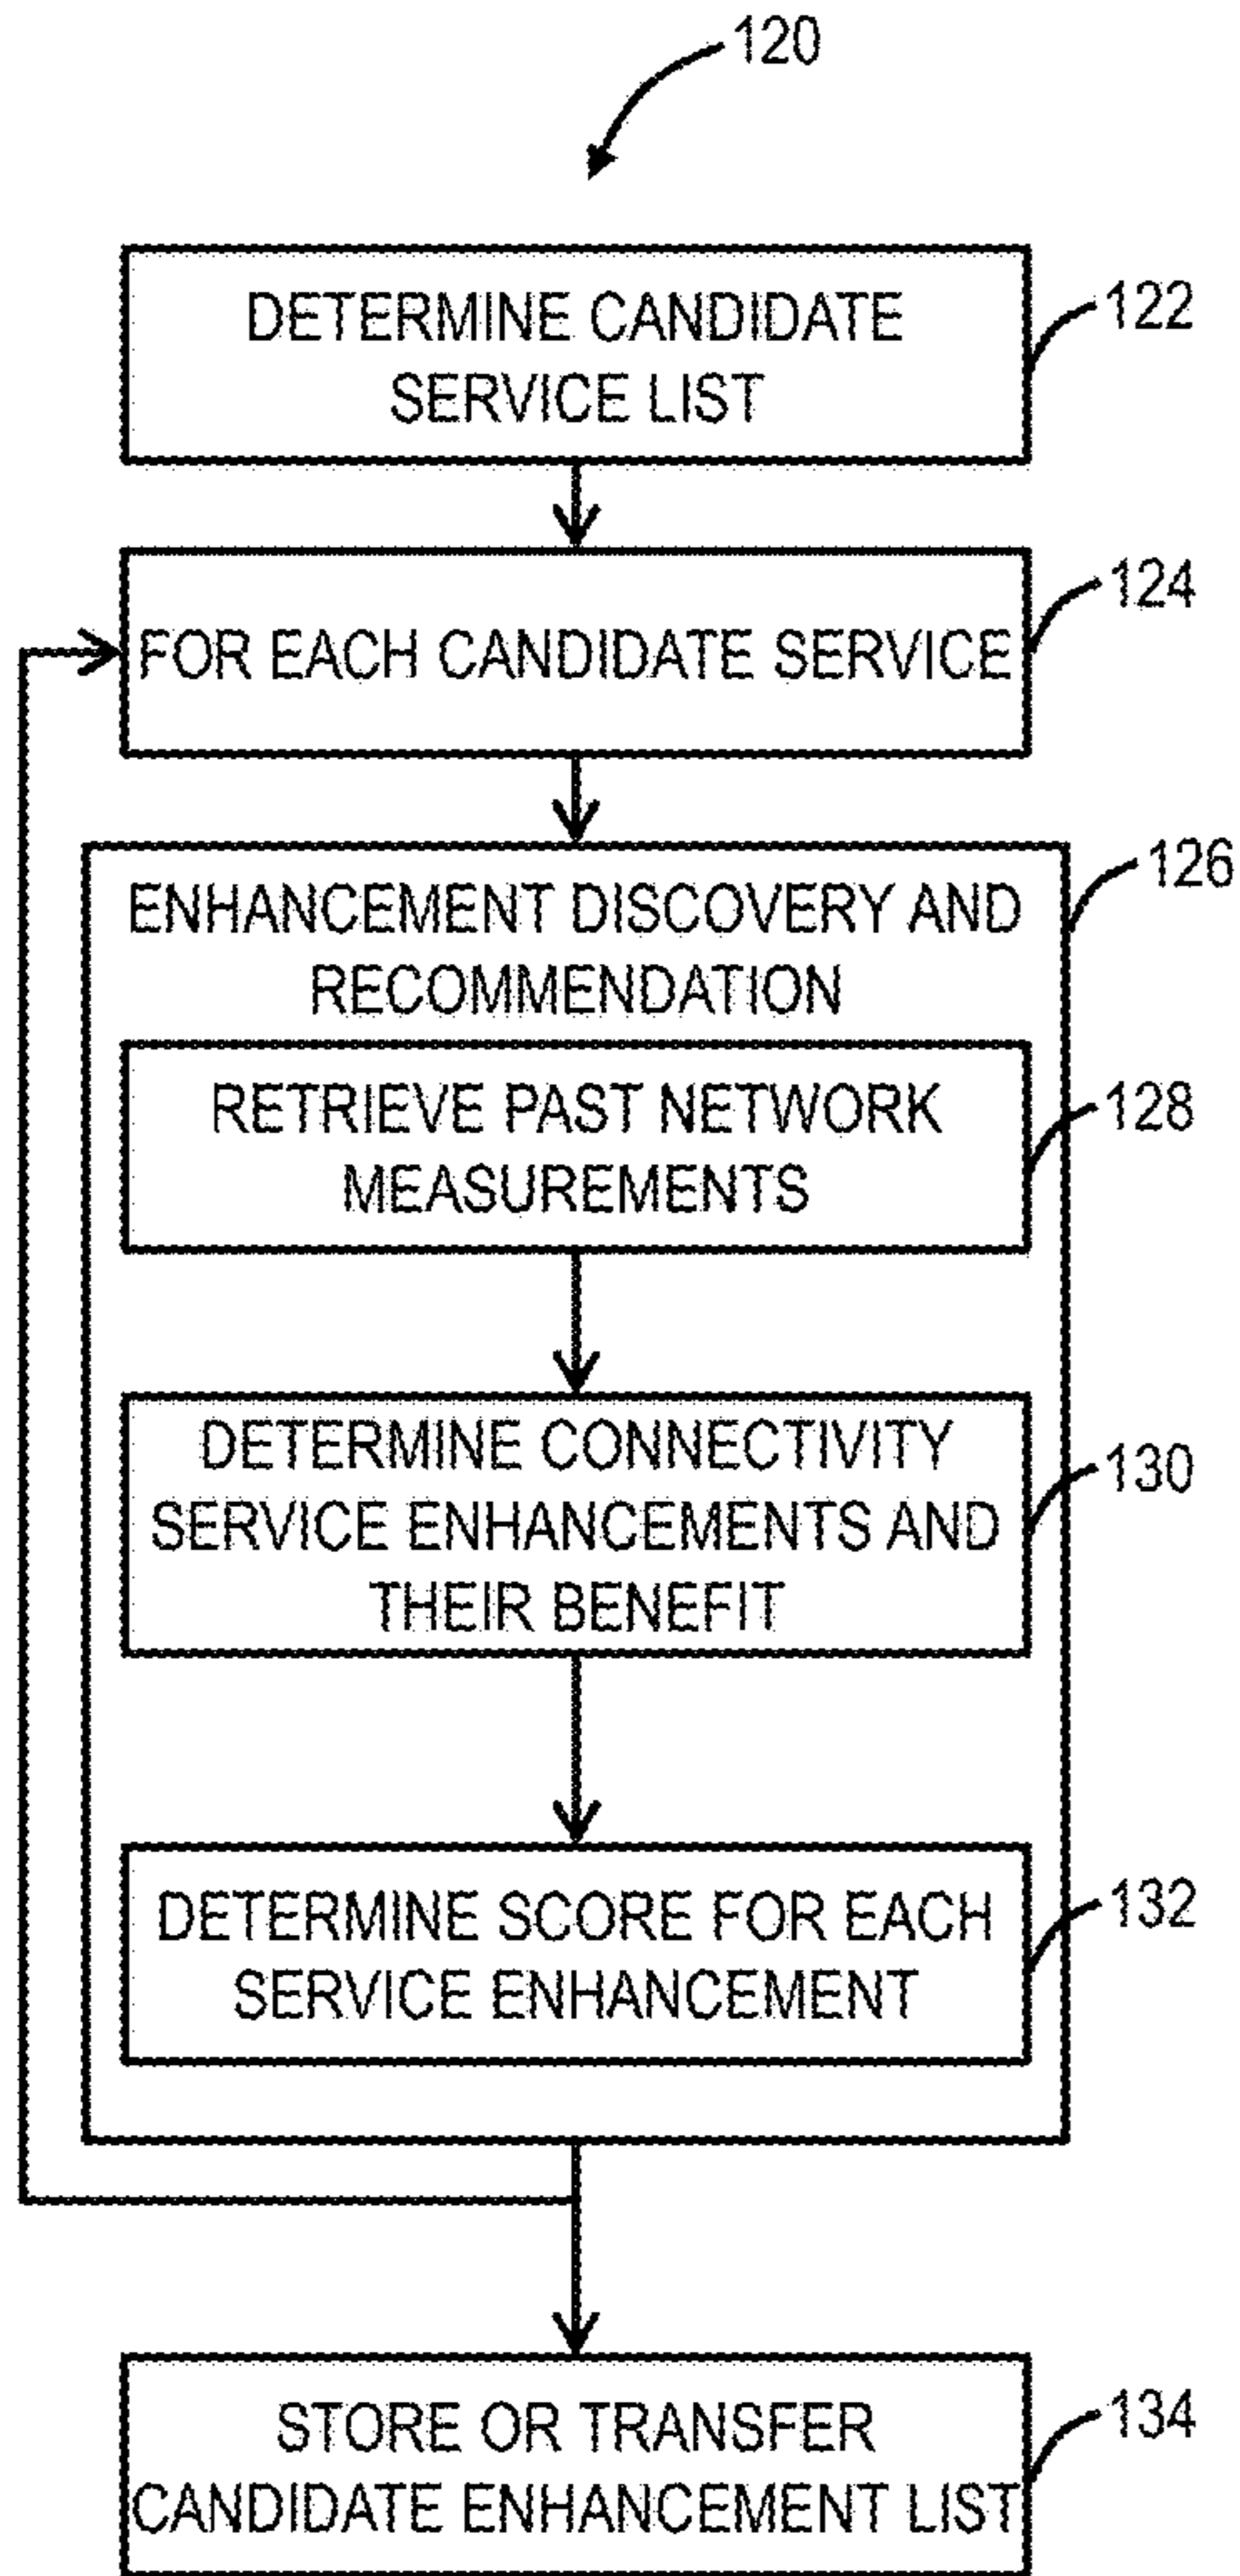 120
DETERMINE CANDIDATE
SERVICE LIST
122
FOR EACH CANDIDATE SERVICE
124
ENHANCEMENT DISCOVERY AND
RECOMMENDATION
126
RETRIEVE PAST NETWORK
MEASUREMENTS
128
DETERMINE CONNECTIVITY
SERVICE ENHANCEMENTS AND
THEIR BENEFIT
130
DETERMINE SCORE FOR EACH
SERVICE ENHANCEMENT
132
STORE OR TRANSFER
CANDIDATE ENHANCEMENT LIST
134